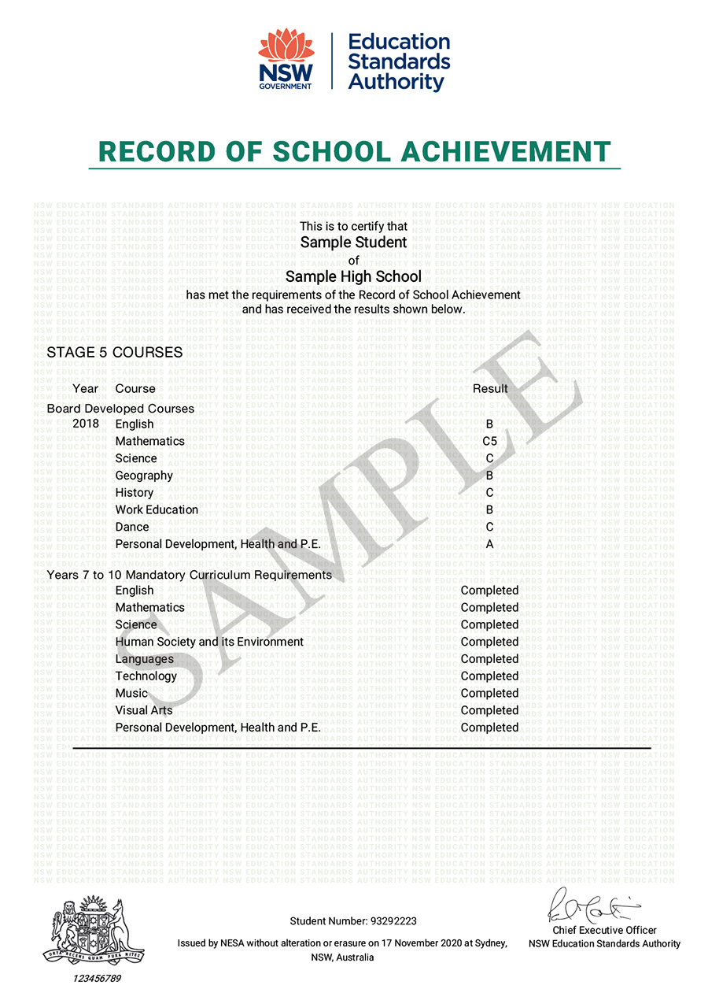 NSW
GOVERNMENT
Education
Standards
Authority
RECORD OF SCHOOL ACHIEVEMENT
This is to certify that
Sample Student
of
Sample High School
has met the requirements of the Record of School Achievement
and has received the results shown below.
STAGE 5 COURSES
Year Course Result
Board Developed Courses
2018 English B
Mathematics C5
Science C
Geography B
History C
Work Education B
Dance C
Personal Development, Health and P.E. A
Years 7 to 10 Mandatory Curriculum Requirements
English Completed
Mathematics Completed
Science Completed
Human Society and its Environment Completed
Languages Completed
Technology Completed
Music Completed
Visual Arts Completed
Personal Development, Health and P.E. Completed
SAMPLE
ORTA RECENS QUAM PURA NITES
123456789
Student Number: 93292223
Issued by NESA without alteration or erasure on 17 November 2020 at Sydney,
NSW, Australia
Chief Executive Officer
NSW Education Standards Authority